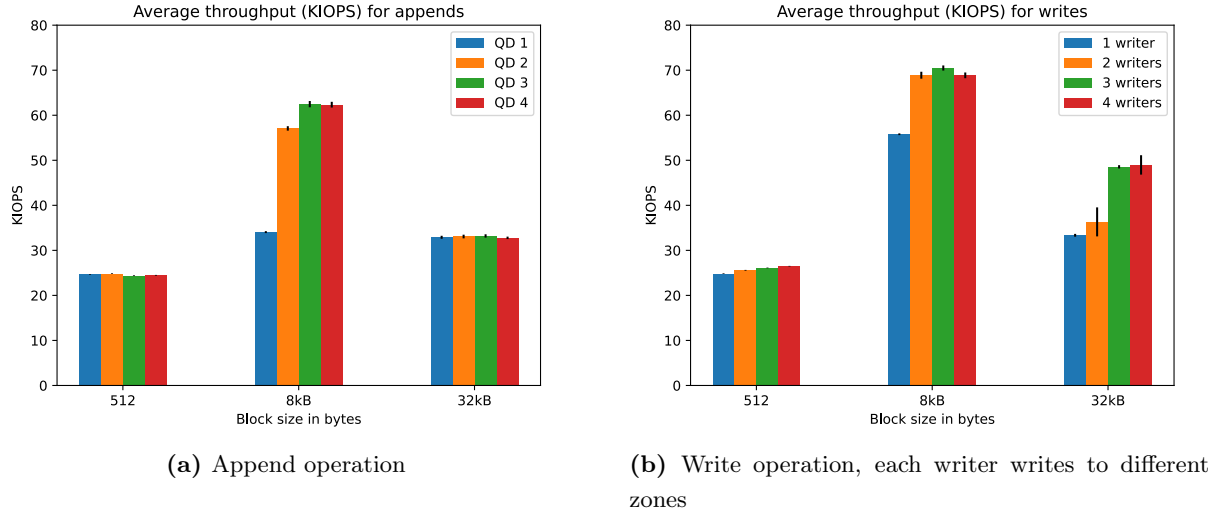 Average throughput (KIOPS) for appends
80
70
60
50
40
30
20
10
0
KIOPS
QD 1
QD 2
QD 3
QD 4
512
8kB
32kB
Block size in bytes
(a) Append operation
Average throughput (KIOPS) for writes
80
70
60
50
40
30
20
10
0
KIOPS
1 writer
2 writers
3 writers
4 writers
512
8kB
32kB
Block size in bytes
(b) Write operation, each writer writes to different
zones